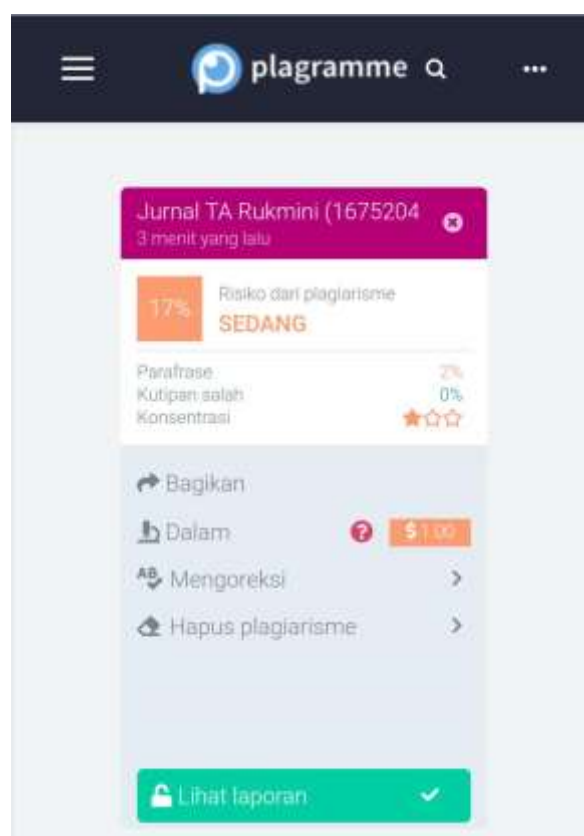 plagramme
Jurnal TA Rukmini (1675204
3 menit yang lalu
17% Risiko dari plagiarisme
SEDANG
Parafrase 2%
Kutipan salah 0%
Konsentrasi
Bagikan
Dalam $1.00
Mengoreksi
Hapus plagiarisme
Lihat laporan